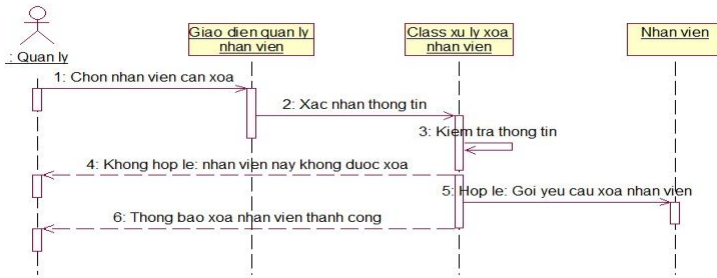 Giao dien quan ly
nhan vien
Class xu ly xoa
nhan vien
Nhan vien
: Quan ly
1: Chon nhan vien can xoa
2: Xac nhan thong tin
3: Kiem tra thong tin
4: Khong hop le: nhan vien nay khong duoc xoa
5: Hop le: Goi yeu cau xoa nhan vien
6: Thong bao xoa nhan vien thanh cong